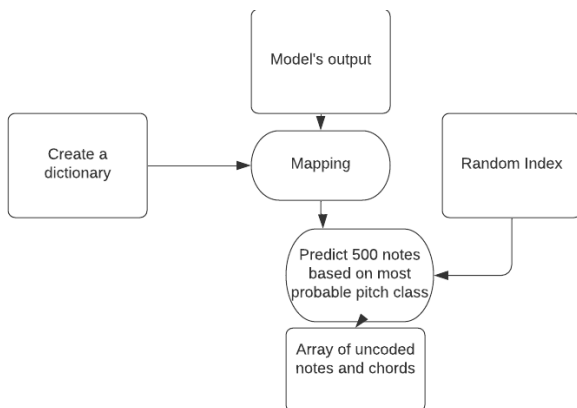 Model's output
Create a
dictionary
Mapping
Random Index
Predict 500 notes
based on most
probable pitch class
Array of uncoded
notes and chords